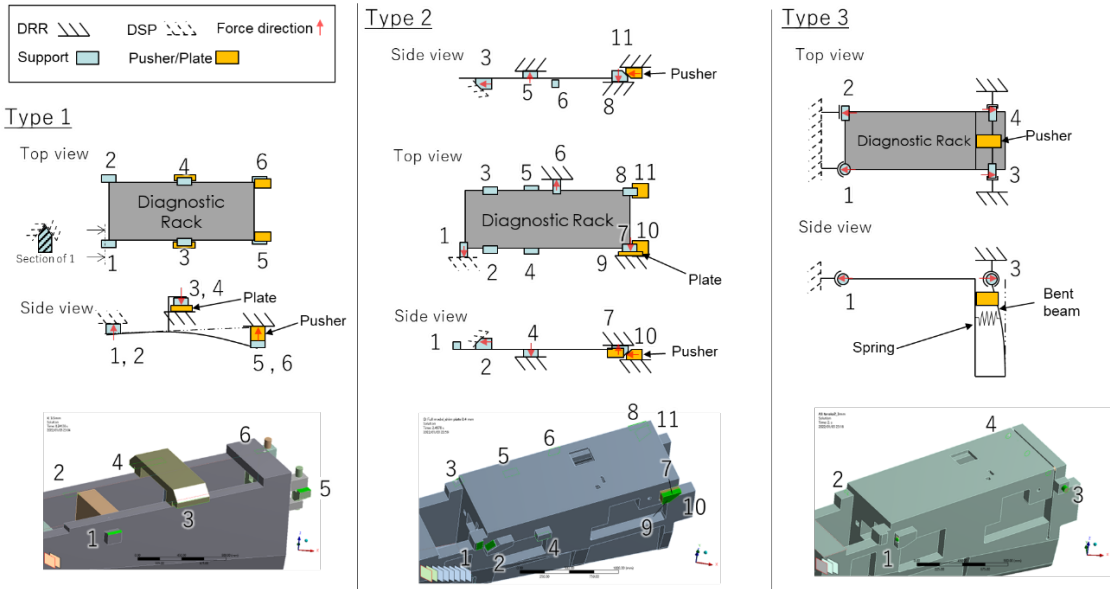 DRR
DSP
Force direction
Support
Pusher/Plate
Type 1
Top view
2
4
6
Diagnostic
Rack
Section of 1
1
3
5
Side view
3, 4
Plate
Pusher
1, 2
5, 6
6
4
2
5
3
1
Type 2
Side view
3
11
Pusher
5
6
8
Top view
6
3
5
8
11
Diagnostic Rack
1
7
10
2
4
9
Plate
Side view
7
4
10
1
Pusher
2
8
6
11
5
3
7
10
9
1
2
4
Type 3
Top view
2
4
Diagnostic Rack
Pusher
1
3
Side view
3
1
Bent
beam
Spring
4
2
3
1